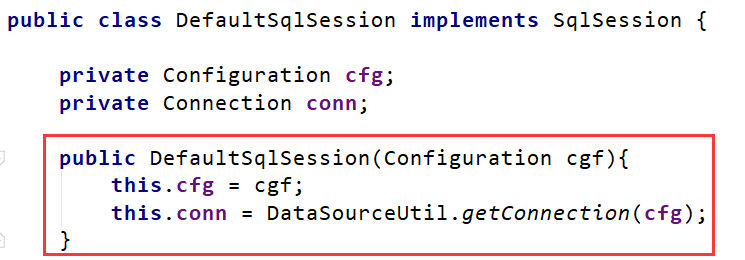 public class DefaultSqlSession implements SqlSession {
private Configuration cfg;
private Connection conn;
public DefaultSqlSession(Configuration cgf){
this.cfg = cgf;
this.conn = DataSourceUtil.getConnection(cfg);
}